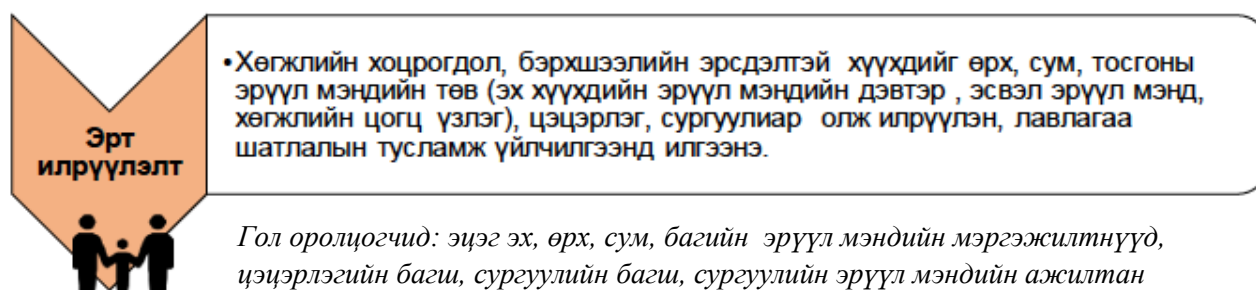 Эрт
илрүүлэлт
•Хөгжлийн хоцрогдол, бэрхшээлийн эрсдэлтэй хүүхдийг өрх, сум, тосгоны
эрүүл мэндийн төв (эх хүүхдийн эрүүл мэндийн дэвтэр , эсвэл эрүүл мэнд,
хөгжлийн цогц үзлэг), цэцэрлэг, сургуулиар олж илрүүлэн, лавлагаа
шатлалын тусламж үйлчилгээнд илгээнэ.
Гол оролцогчид: эцэг эх, өрх, сум, багийн эрүүл мэндийн мэргэжилтнүүд,
цэцэрлэгийн багш, сургуулийн багш, сургуулийн эрүүл мэндийн ажилтан